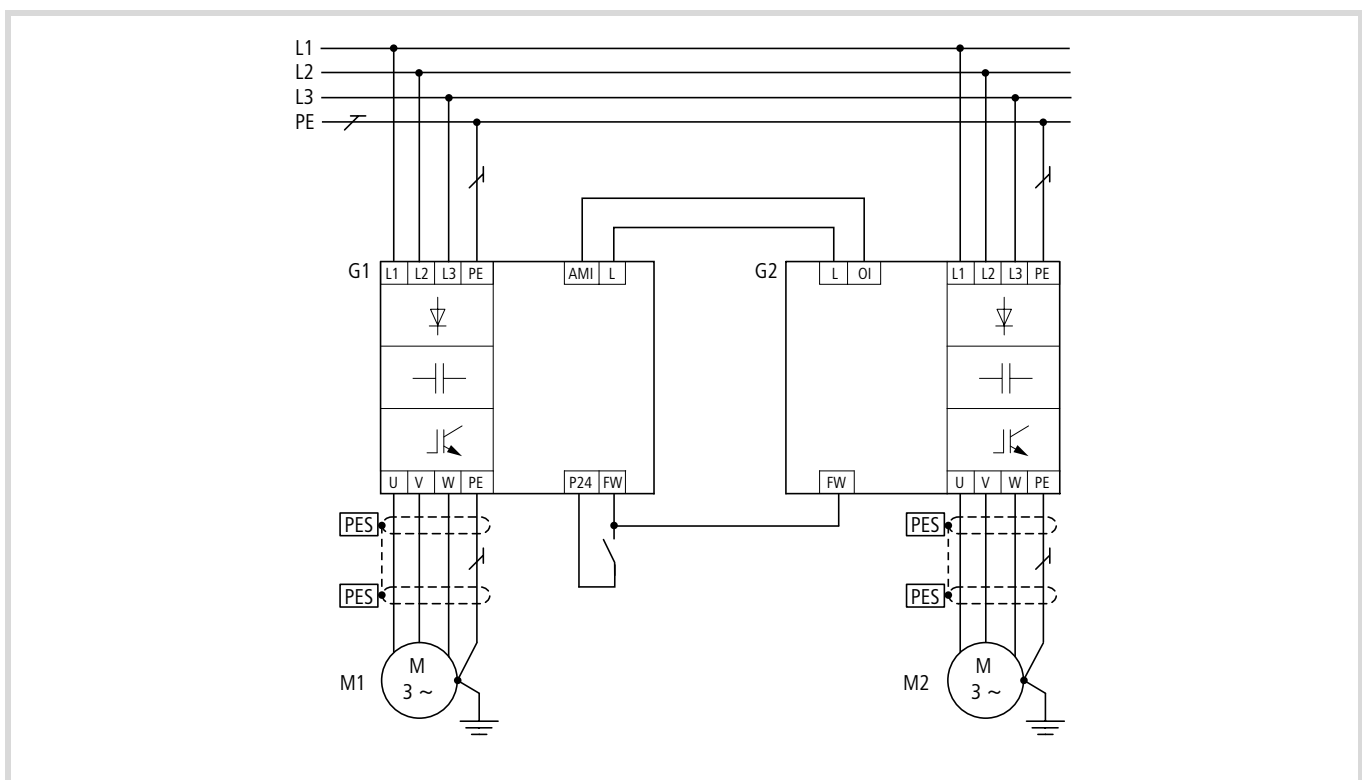 L1
L2
L3
PE
G1 L1 L2 L3 PE AMI L G2 L OI L1 L2 L3 PE
U V W PE P24 FW FW U V W PE
PES PES
PES PES
M1 M 3 ~ M2 M 3 ~